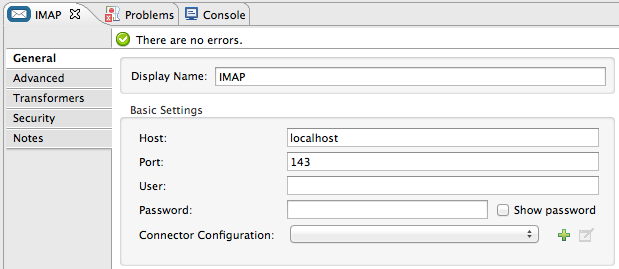 IMAP Problems Console
There are no errors.
General
Advanced
Transformers
Security
Notes
Display Name: IMAP
Basic Settings
Host: localhost
Port: 143
User:
Password: Show password
Connector Configuration: